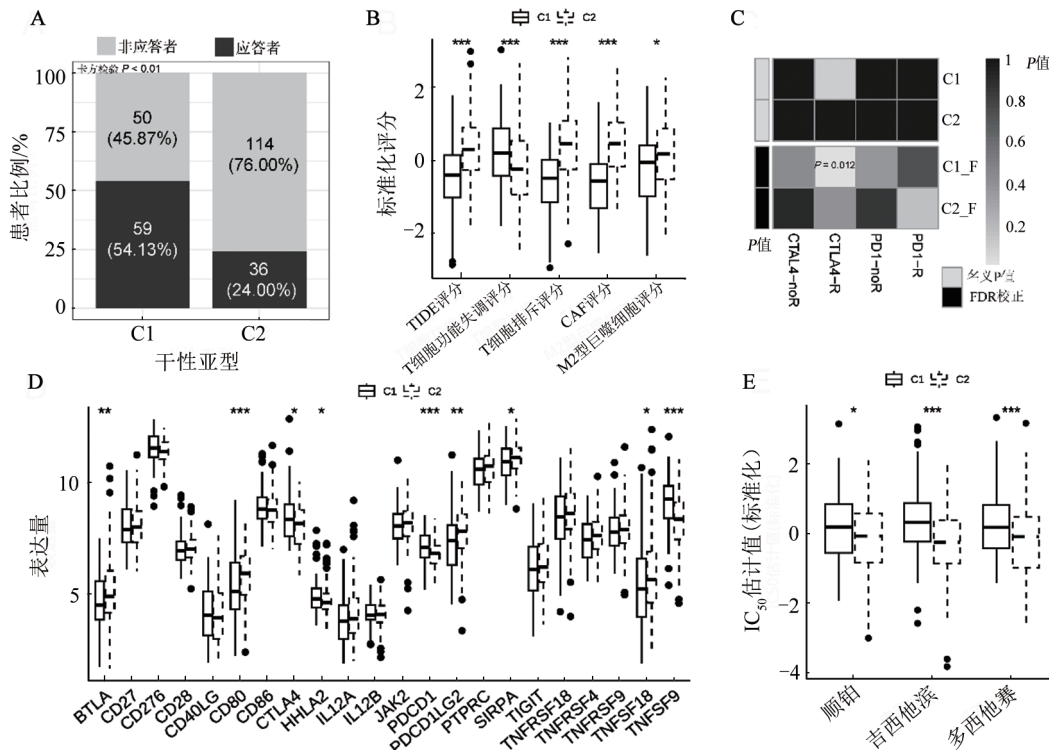 A
非应答者 应答者
卡方检验 P < 0.01
患者比例/%
100
75
50
25
0
50
(45.87%)
114
(76.00%)
59
(54.13%)
36
(24.00%)
C1 C2
干性亚型
B
C1 C2
*** *** *** *** *
标准化评分
2
0
−2
TIDE评分
T细胞功能失调评分
T细胞排斥评分
CAF评分
M2型巨噬细胞评分
C
C1
C2
C1_F
C2_F
P = 0.012
P值
CTAL4-noR
CTLA4-R
PD1-noR
PD1-R
1
0.8
0.6
0.4
0.2
P值
名义P值
FDR校正
D
C1 C2
** *** * * *** ** * * ***
表达量
10
5
BTLA
CD27
CD276
CD28
CD40LG
CD80
CD86
CTLA4
HHLA2
IL12A
IL12B
JAK2
PDCD1
PDCD1LG2
PTPRC
SIRPA
TIGIT
TNFRSF18
TNFRSF4
TNFRSF9
TNFSF18
TNFSF9
E
C1 C2
* *** ***
IC50估计值(标准化)
2
0
−2
−4
顺铂
吉西他滨
多西他赛